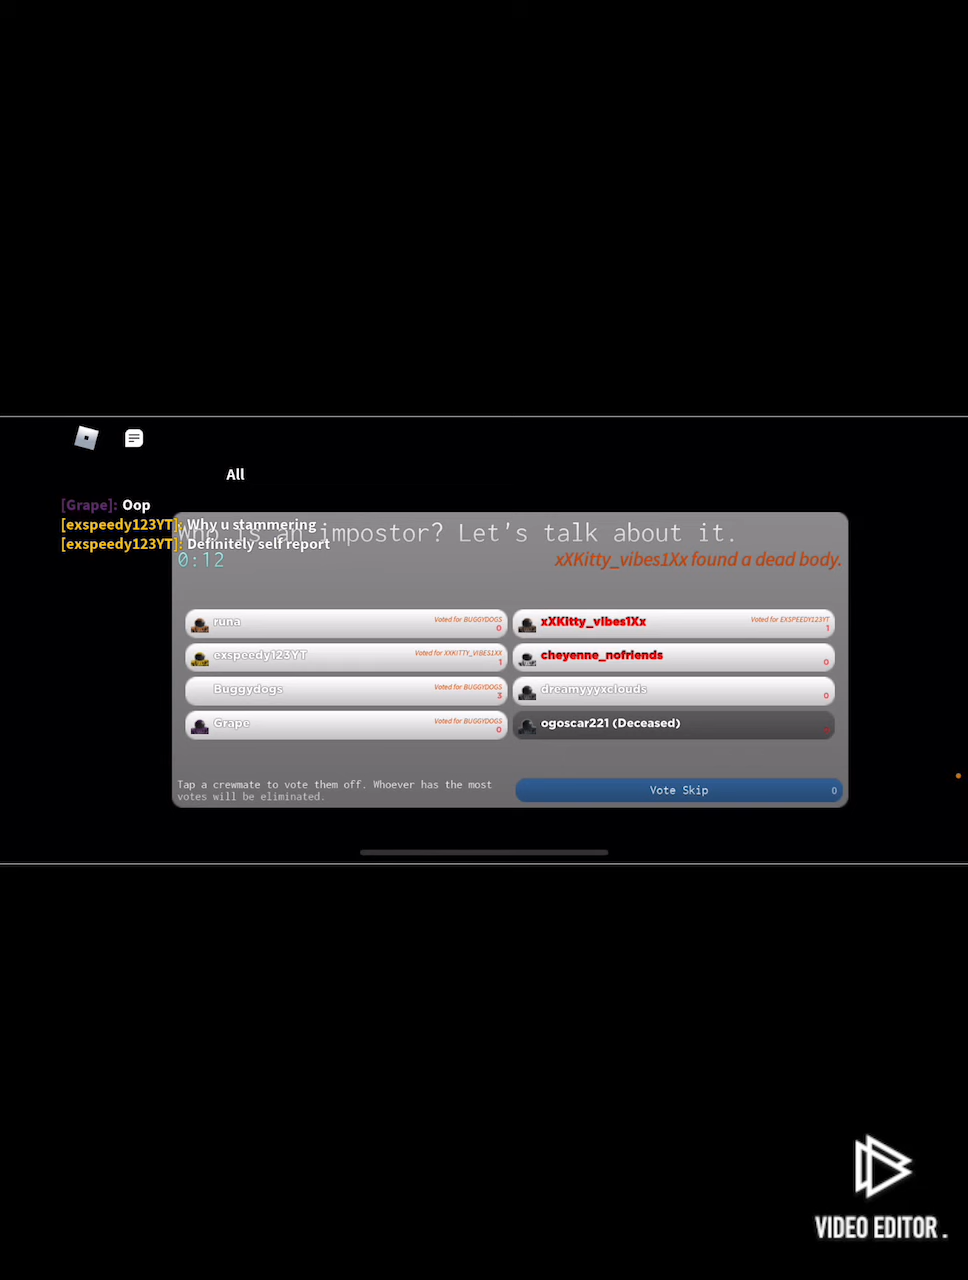 All
[Grape]: Oop
[exspeedy123YT]: Why u stammering
[exspeedy123YT]: Definitely self report
Who is an impostor? Let's talk about it.
0:12
xXKitty_vibes1Xx found a dead body.
runa
Voted for BUGGYDOGS
0
xXKitty_vibes1Xx
Voted for EXSPEEDY123YT
1
exspeedy123YT
Voted for XXKITTY_VIBES1XX
1
cheyenne_nofriends
0
Buggydogs
Voted for BUGGYDOGS
3
dreamyyyxclouds
0
Grape
Voted for BUGGYDOGS
0
ogoscar221 (Deceased)
Tap a crewmate to vote them off. Whoever has the most
votes will be eliminated.
Vote Skip
0
VIDEO EDITOR.